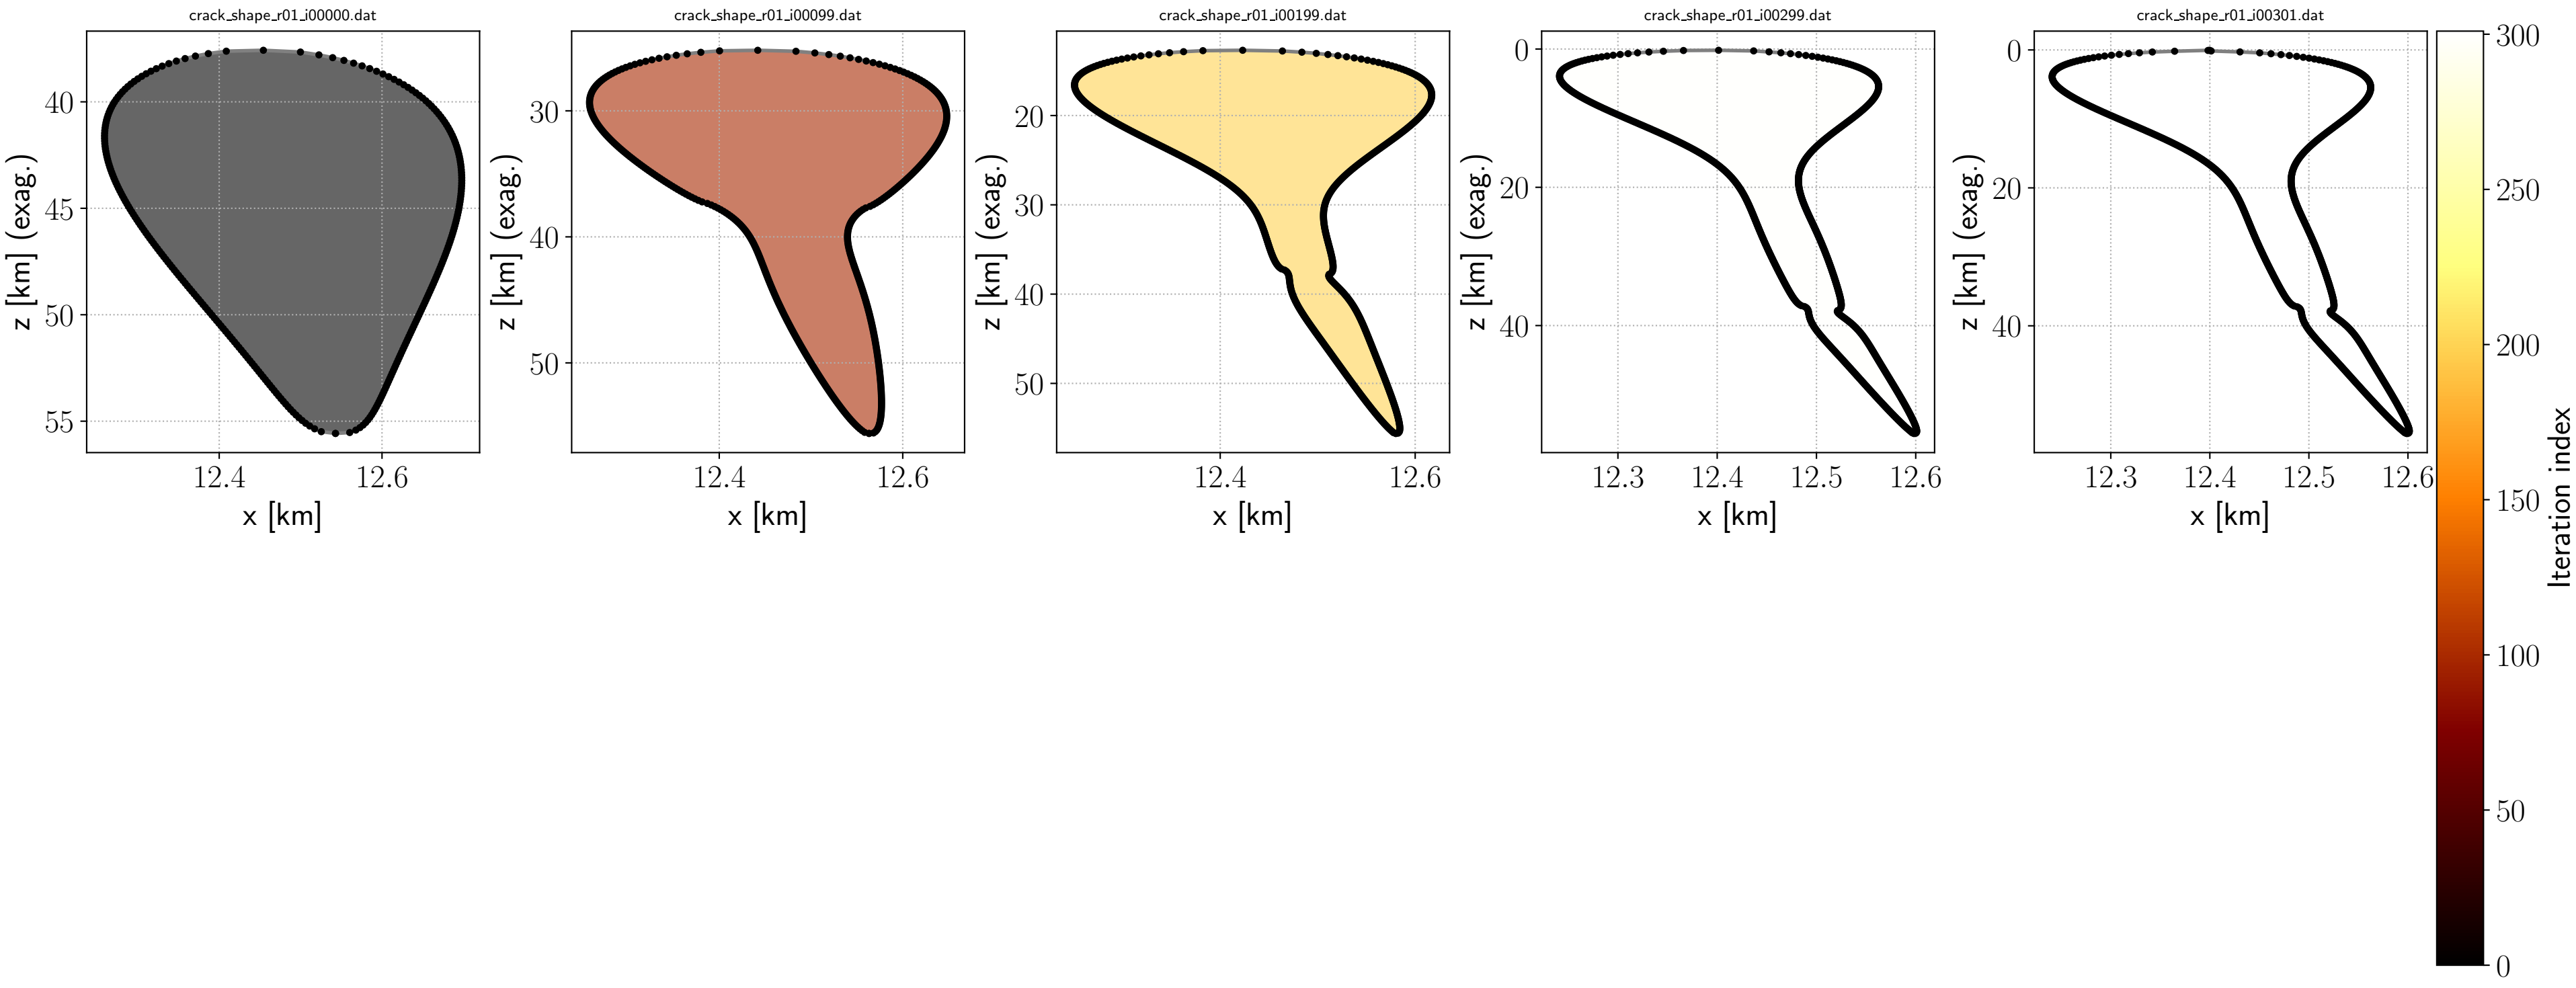 crack_shape_r01_i00000.dat
z [km] (exag.)
40
45
50
55
12.4 12.6
x [km]
crack_shape_r01_i00099.dat
z [km] (exag.)
30
40
50
12.4 12.6
x [km]
crack_shape_r01_i00199.dat
z [km] (exag.)
20
30
40
50
12.4 12.6
x [km]
crack_shape_r01_i00299.dat
z [km] (exag.)
0
20
40
12.3 12.4 12.5 12.6
x [km]
crack_shape_r01_i00301.dat
z [km] (exag.)
0
20
40
12.3 12.4 12.5 12.6
x [km]
300
250
200
150
100
50
0
Iteration index